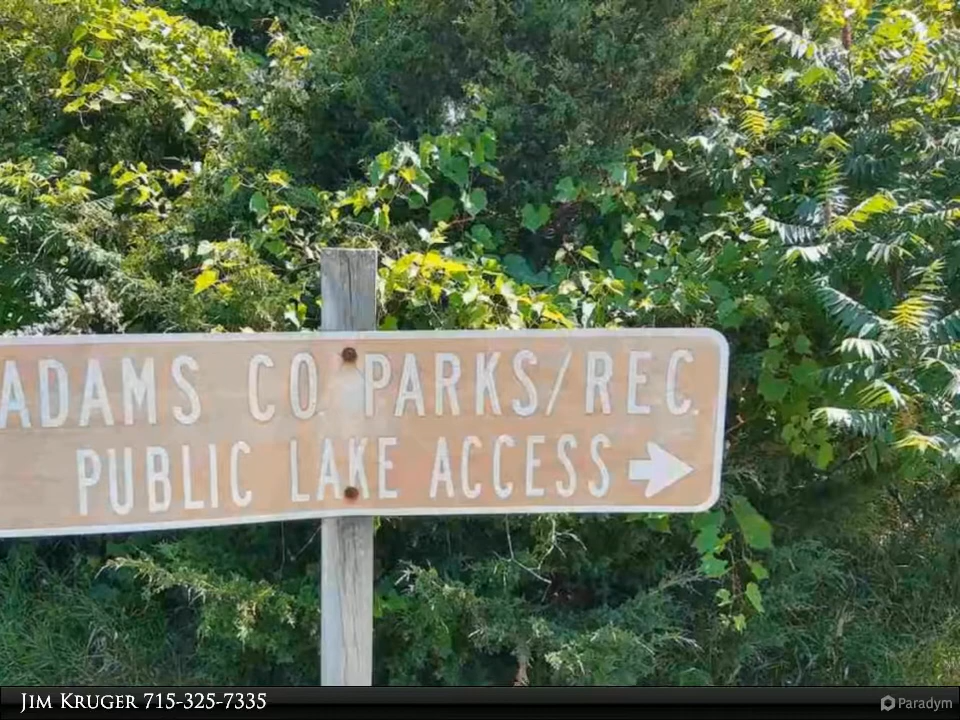 ADAMS CO. PARKS/REC.
PUBLIC LAKE ACCESS
JIM KRUGER 715-325-7335
Paradym